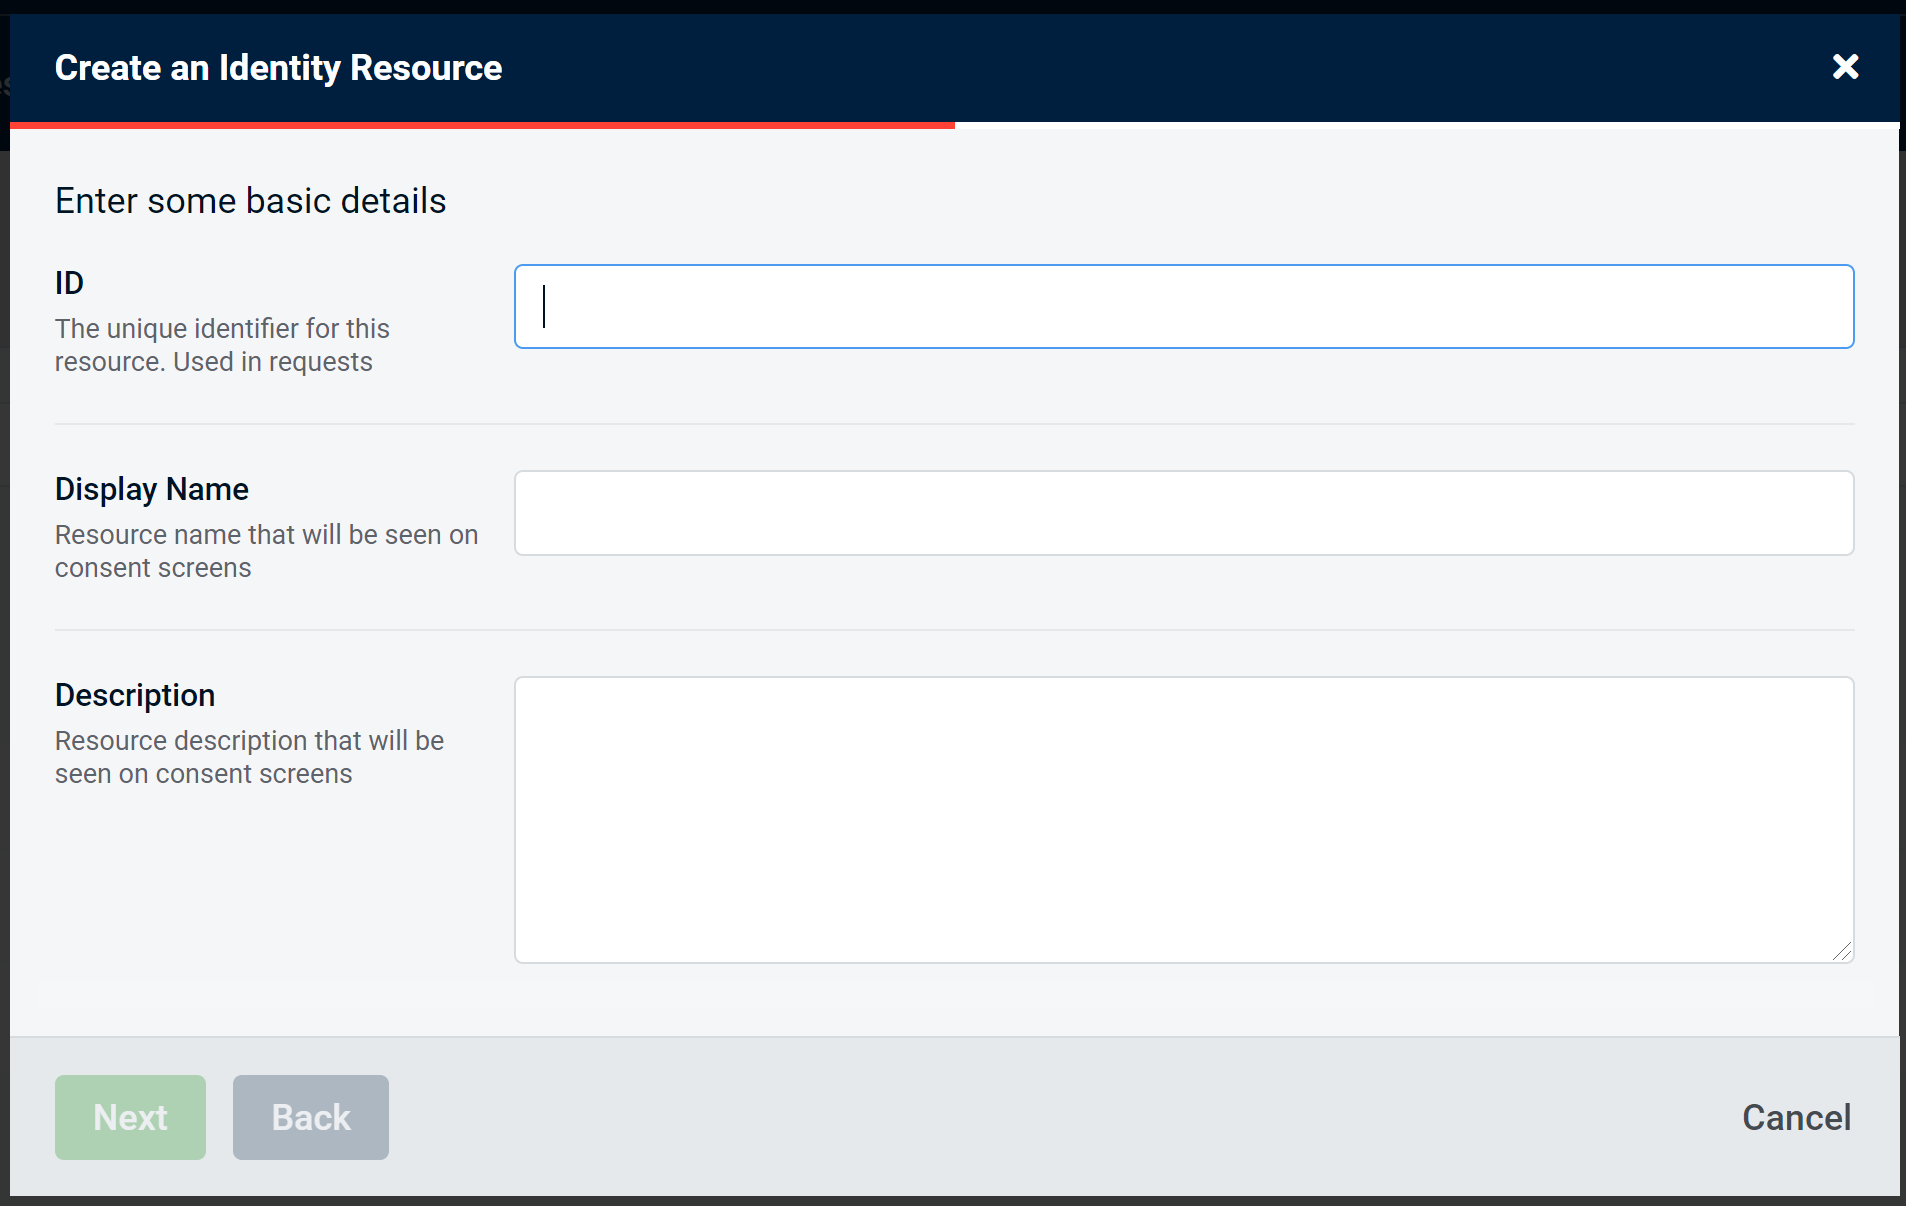 Create an Identity Resource
Enter some basic details
ID
The unique identifier for this
resource. Used in requests
Display Name
Resource name that will be seen on
consent screens
Description
Resource description that will be
seen on consent screens
Next
Back
Cancel